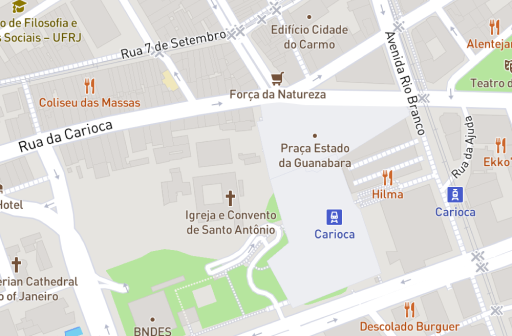 o de Filosofia e
s Sociais – UFRJ
Rua 7 de Setembro
Edifício Cidade
do Carmo
Avenida Rio Branco
Alentejan
Teatro d
Coliseu das Massas
Força da Natureza
Rua da Carioca
Praça Estado
da Guanabara
Rua da Ajuda
Ekko'
Hilma
Hotel
Igreja e Convento
de Santo Antônio
Carioca
Carioca
erian Cathedral
o of Janeiro
BNDES
Descolado Burguer